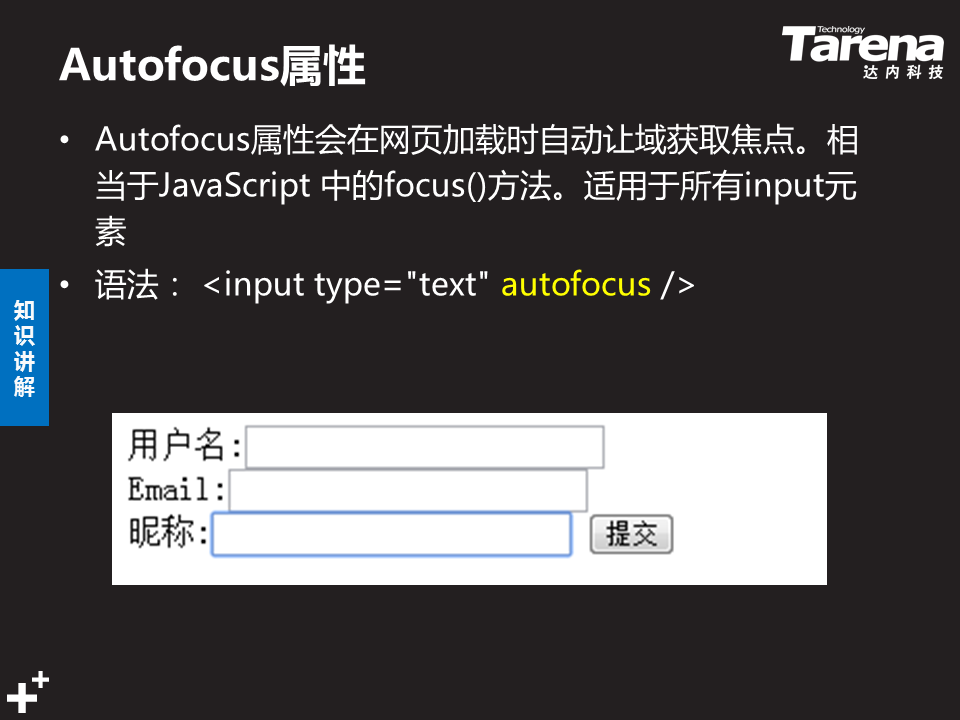 Autofocus属性
Technology
Tarena
达内科技
• Autofocus属性会在网页加载时自动让域获取焦点。相
当于JavaScript 中的focus()方法。适用于所有input元
素
• 语法： <input type="text" autofocus />
知
识
讲
解
用户名:
Email:
昵称:
提交